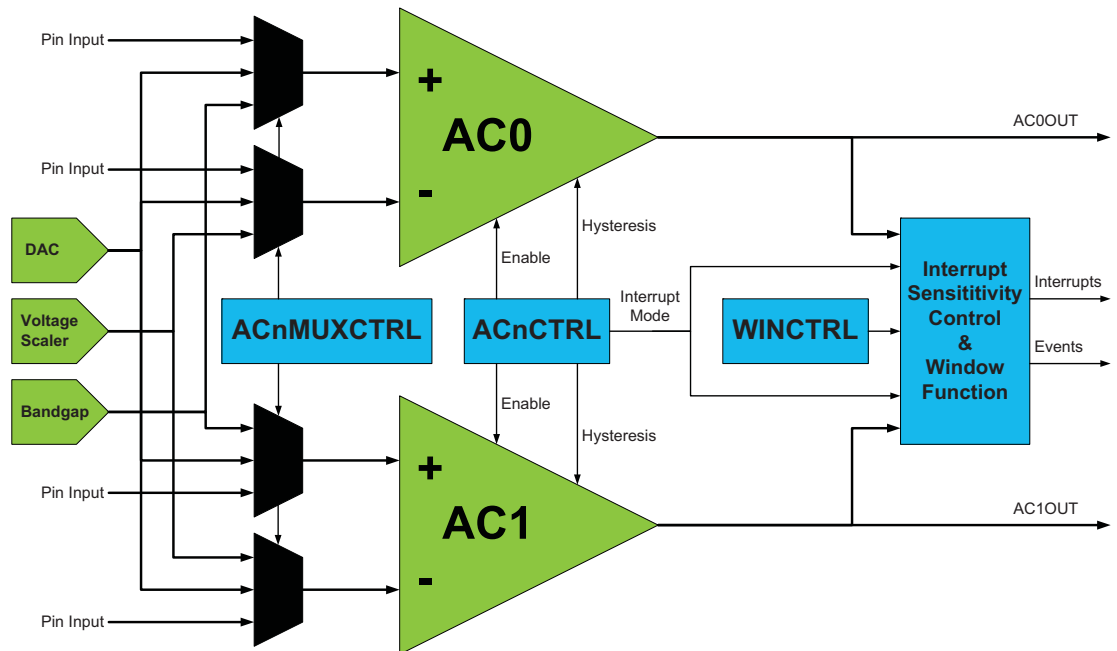 Pin Input
+
AC0
-
AC0OUT
Pin Input
DAC
Voltage
Scaler
Bandgap
ACnMUXCTRL
Enable
Hysteresis
ACnCTRL
Interrupt
Mode
WINCTRL
Interrupt
Sensititivity
Control
&
Window
Function
Interrupts
Events
Enable
Hysteresis
Pin Input
+
AC1
-
AC1OUT
Pin Input